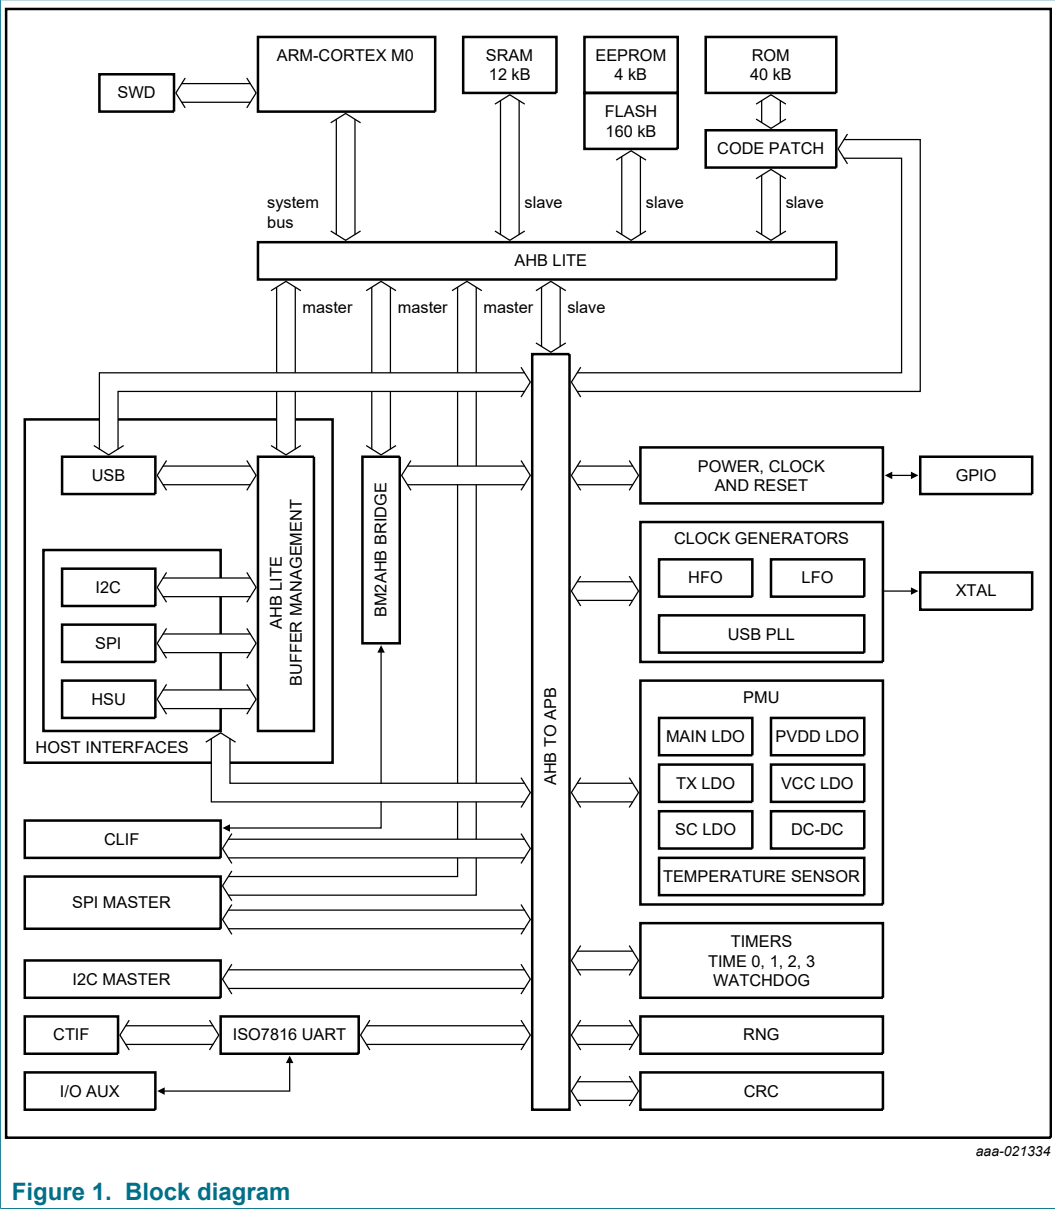 ARM-CORTEX M0
SWD
SRAM
12 kB
EEPROM
4 kB
FLASH
160 kB
ROM
40 kB
CODE PATCH
system
bus
slave
slave
slave
AHB LITE
master
master
master
slave
USB
I2C
SPI
HSU
HOST INTERFACES
AHB LITE
BUFFER MANAGEMENT
BM2AHB BRIDGE
AHB TO APB
POWER, CLOCK
AND RESET
GPIO
CLOCK GENERATORS
HFO
LFO
USB PLL
XTAL
PMU
MAIN LDO
PVDD LDO
TX LDO
VCC LDO
SC LDO
DC-DC
TEMPERATURE SENSOR
CLIF
SPI MASTER
I2C MASTER
CTIF
ISO7816 UART
I/O AUX
TIMERS
TIME 0, 1, 2, 3
WATCHDOG
RNG
CRC
aaa-021334
Figure 1. Block diagram